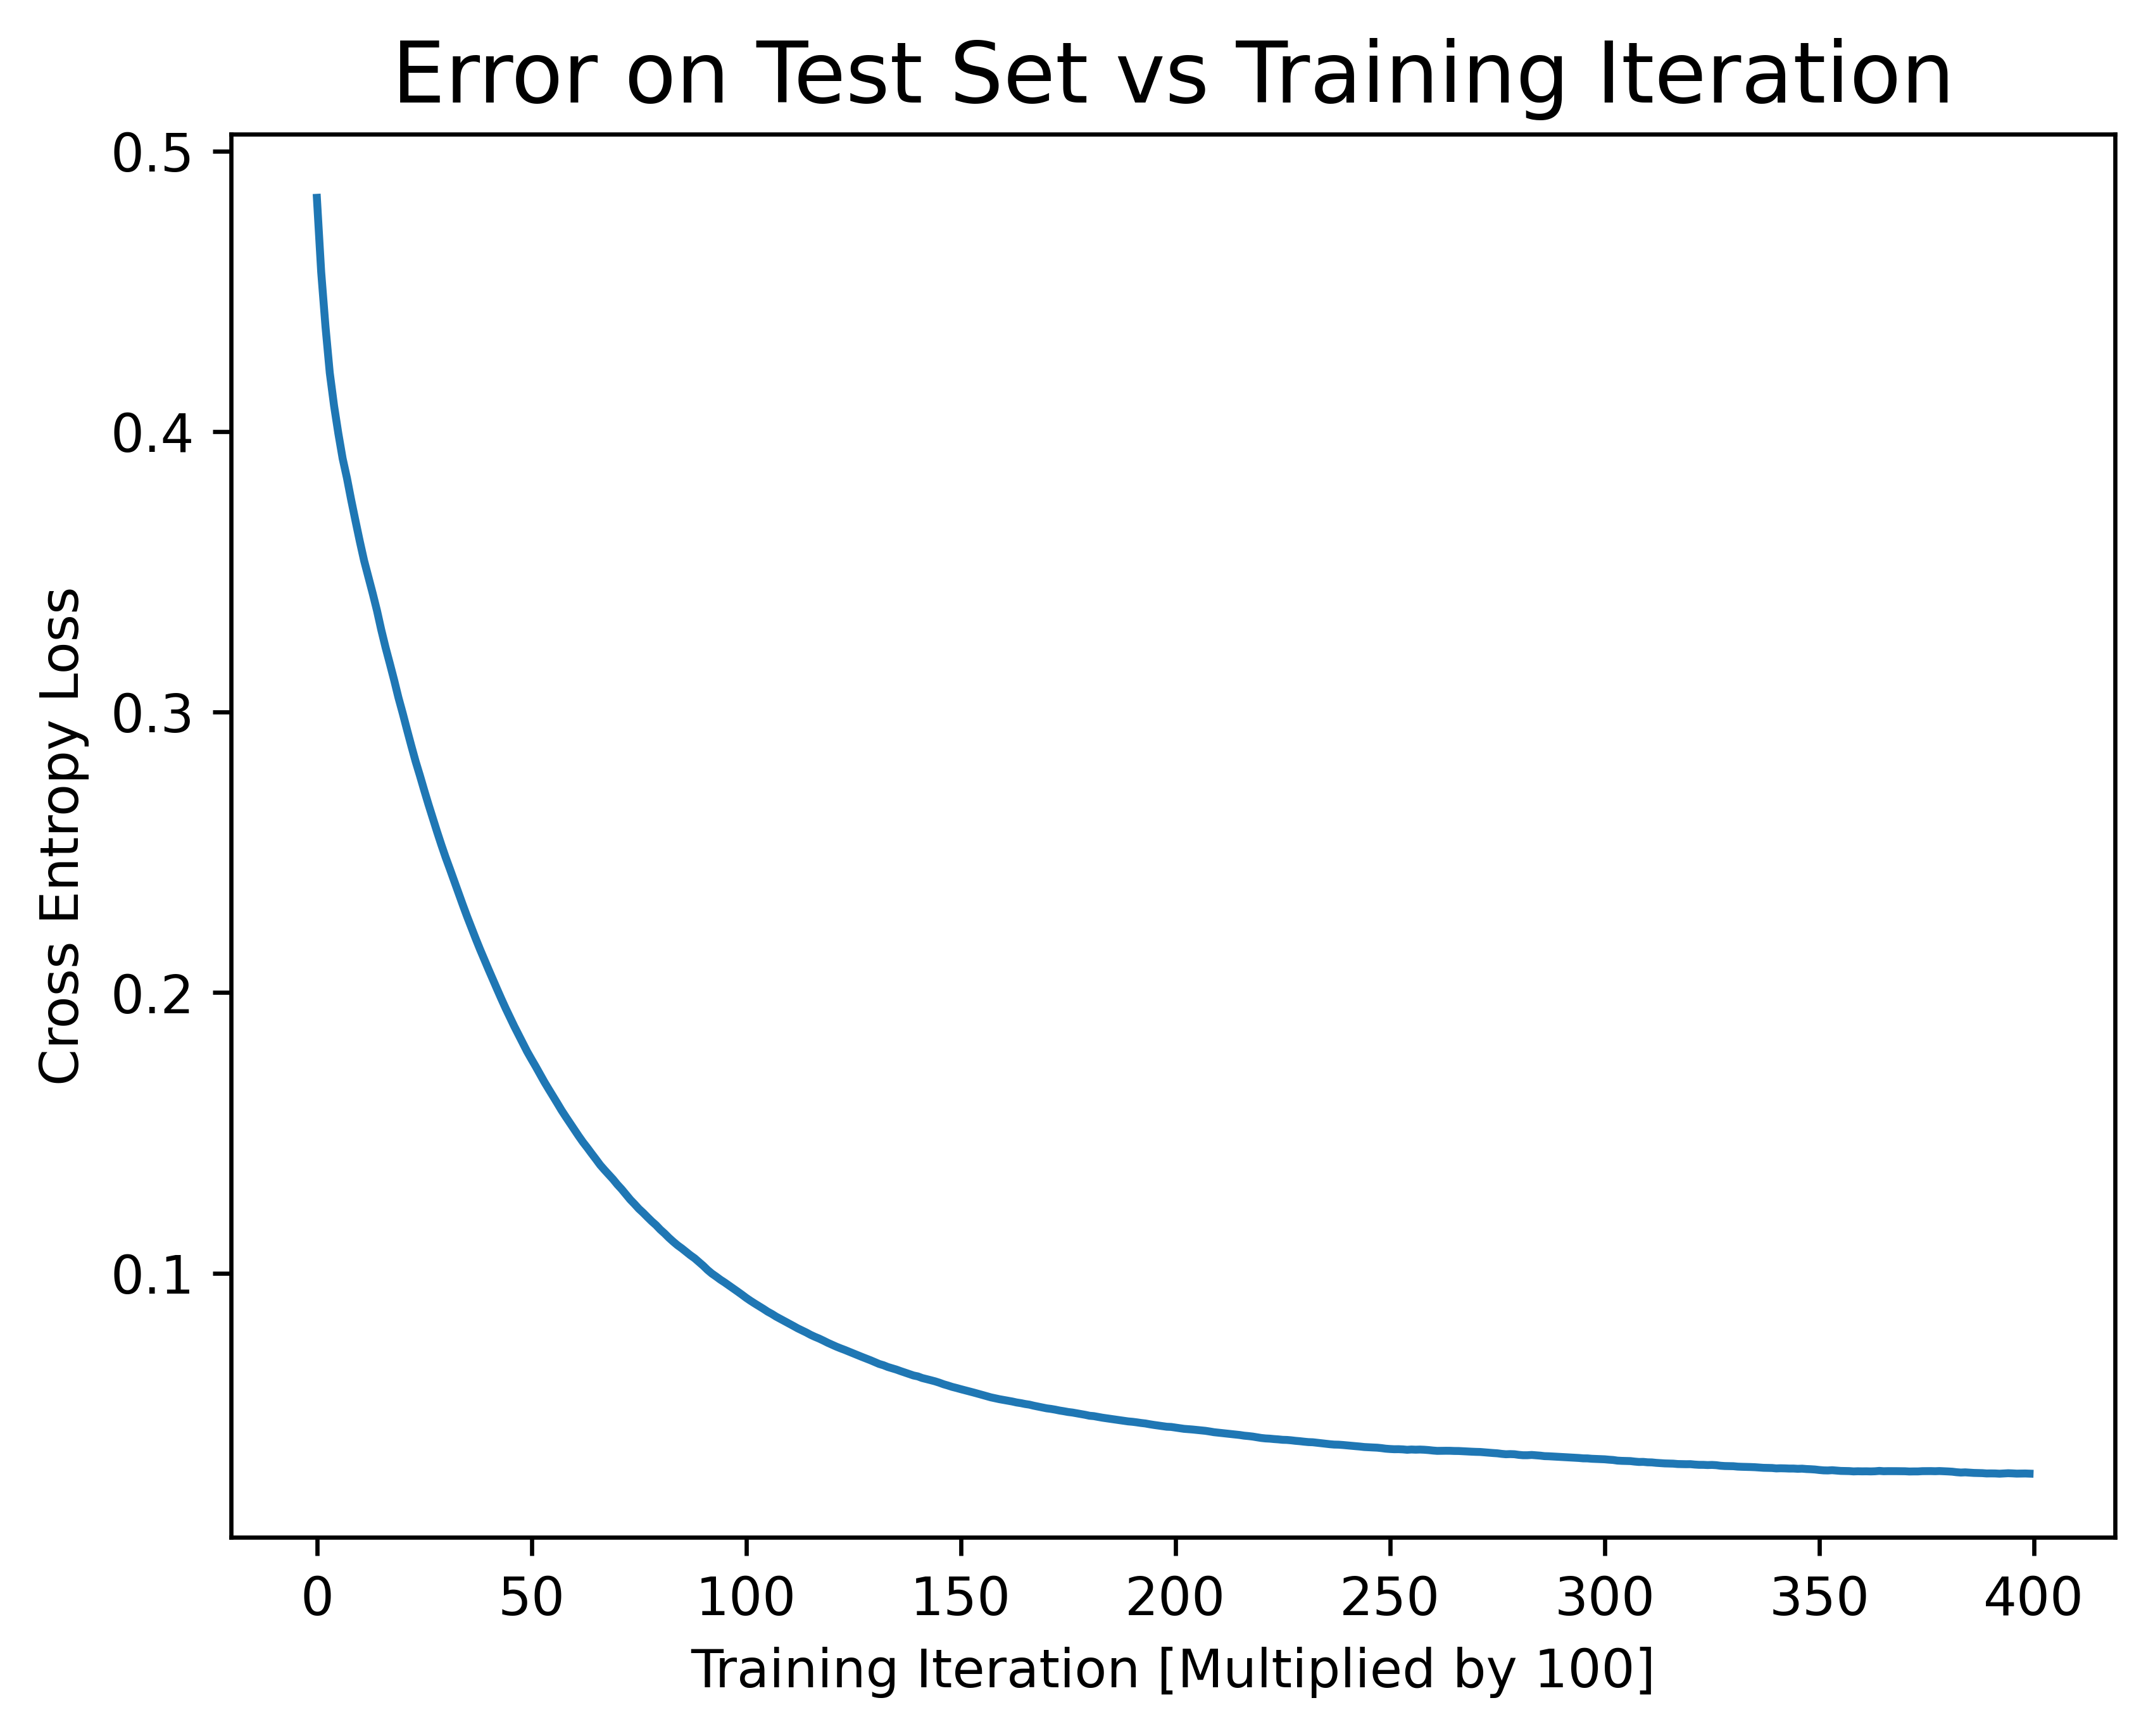 Error on Test Set vs Training Iteration
0.5
0.4
0.3
0.2
0.1
Cross Entropy Loss
0 50 100 150 200 250 300 350 400
Training Iteration [Multiplied by 100]